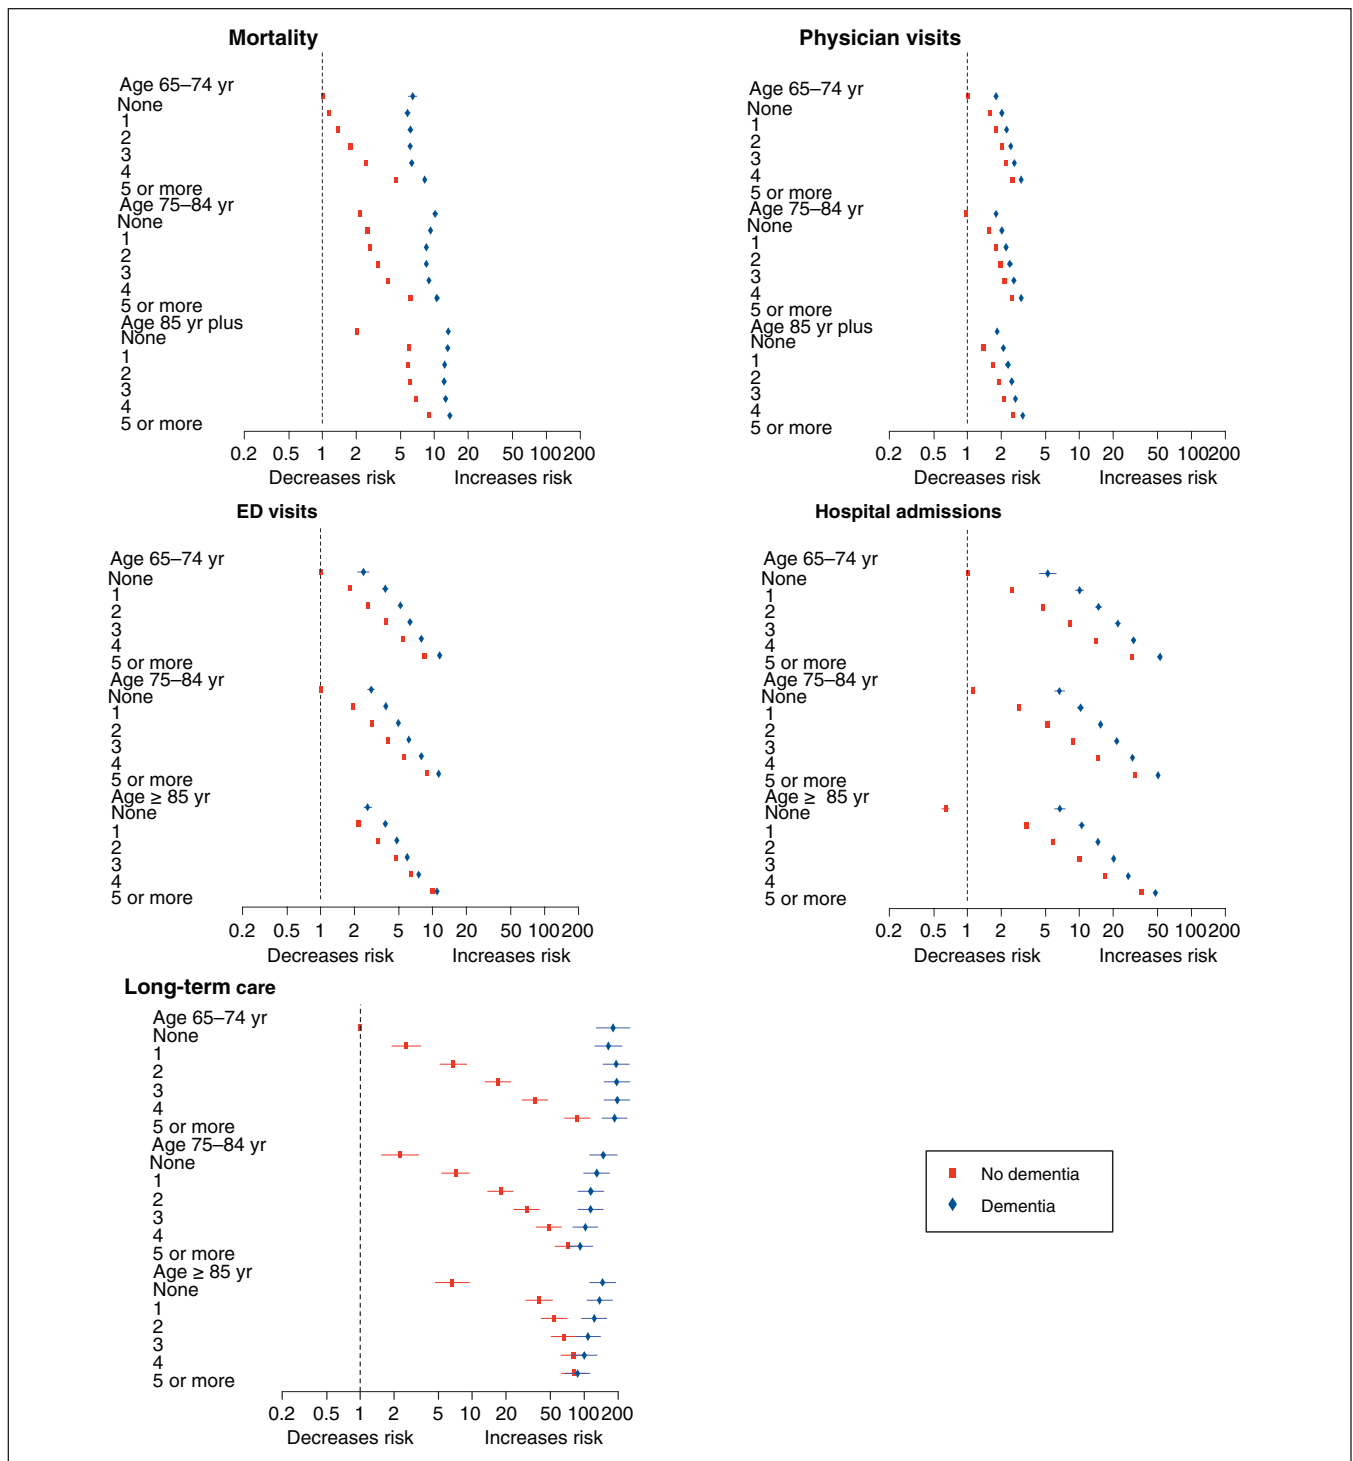 Mortality
Age 65–74 yr
None
1
2
3
4
5 or more
Age 75–84 yr
None
1
2
3
4
5 or more
Age 85 yr plus
None
1
2
3
4
5 or more
0.2 0.5 1 2 5 10 20 50 100 200
Decreases risk Increases risk
Physician visits
Age 65–74 yr
None
1
2
3
4
5 or more
Age 75–84 yr
None
1
2
3
4
5 or more
Age 85 yr plus
None
1
2
3
4
5 or more
0.2 0.5 1 2 5 10 20 50 100 200
Decreases risk Increases risk
ED visits
Age 65–74 yr
None
1
2
3
4
5 or more
Age 75–84 yr
None
1
2
3
4
5 or more
Age ≥ 85 yr
None
1
2
3
4
5 or more
0.2 0.5 1 2 5 10 20 50 100 200
Decreases risk Increases risk
Hospital admissions
Age 65–74 yr
None
1
2
3
4
5 or more
Age 75–84 yr
None
1
2
3
4
5 or more
Age ≥ 85 yr
None
1
2
3
4
5 or more
0.2 0.5 1 2 5 10 20 50 100 200
Decreases risk Increases risk
Long-term care
Age 65–74 yr
None
1
2
3
4
5 or more
Age 75–84 yr
None
1
2
3
4
5 or more
Age ≥ 85 yr
None
1
2
3
4
5 or more
0.2 0.5 1 2 5 10 20 50 100 200
Decreases risk Increases risk
No dementia
Dementia